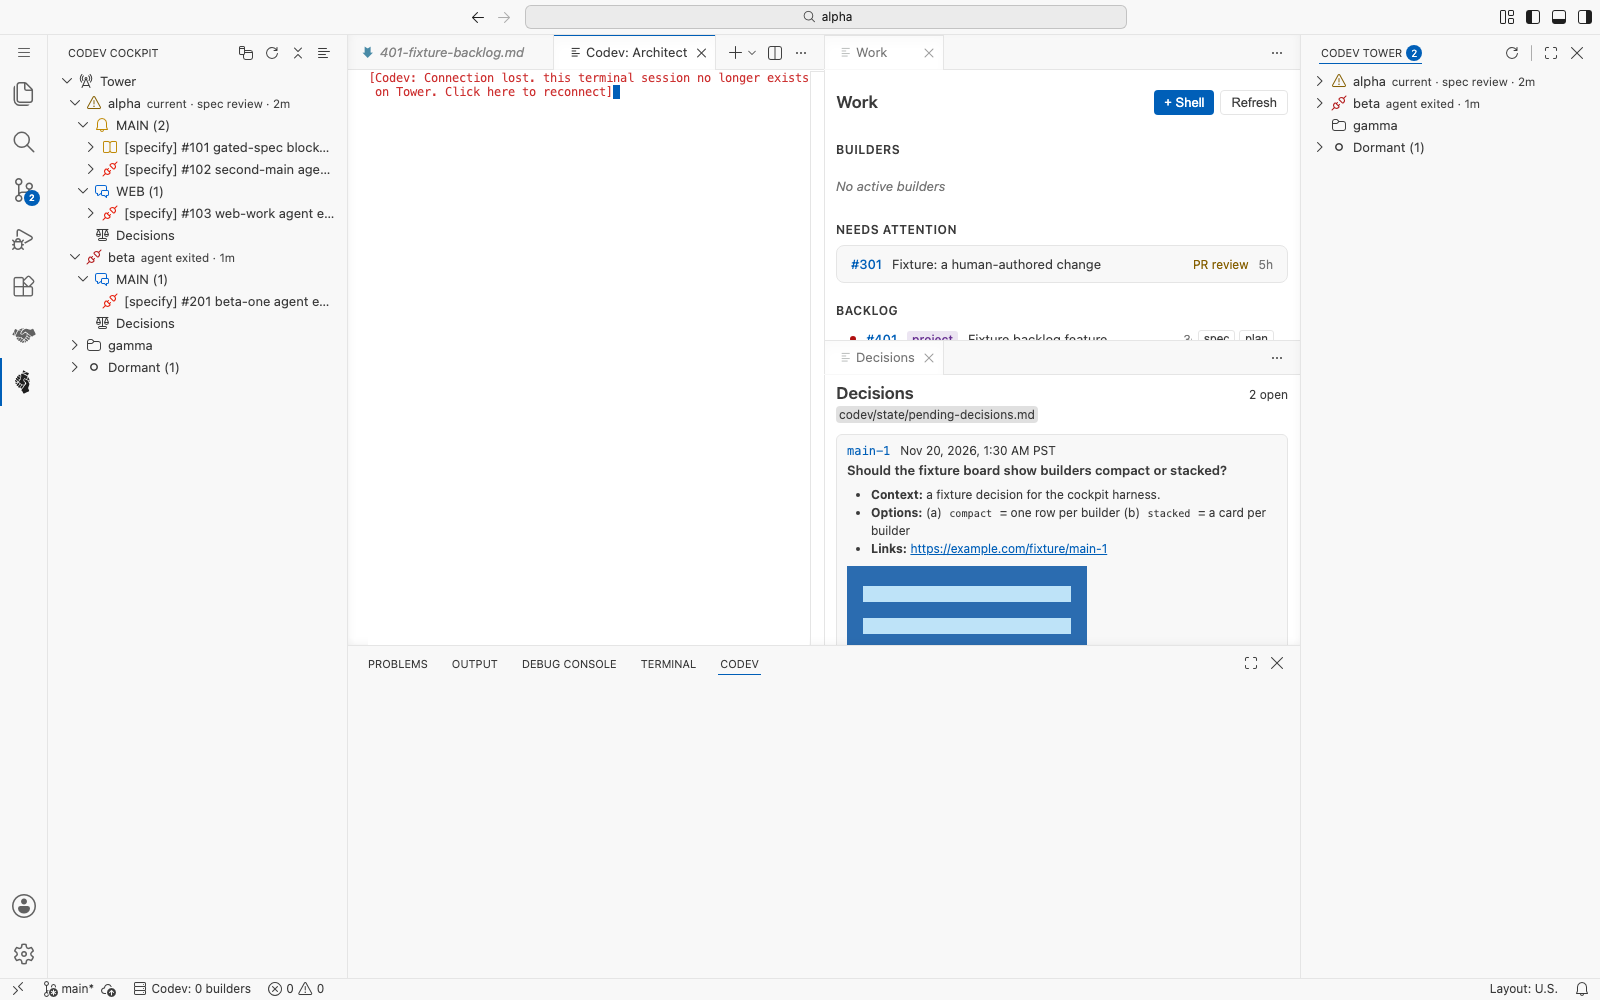 alpha
CODEV COCKPIT
Tower
alpha current · spec review · 2m
MAIN (2)
[specify] #101 gated-spec block...
[specify] #102 second-main age...
WEB (1)
[specify] #103 web-work agent e...
Decisions
beta agent exited · 1m
MAIN (1)
[specify] #201 beta-one agent e...
Decisions
gamma
Dormant (1)
2
401-fixture-backlog.md
Codev: Architect
[Codev: Connection lost. this terminal session no longer exists
on Tower. Click here to reconnect]
Work
Work
+ Shell
Refresh
BUILDERS
No active builders
NEEDS ATTENTION
#301 Fixture: a human-authored change PR review 5h
BACKLOG
#401 project Fixture backlog feature spec plan
Decisions
Decisions
2 open
codev/state/pending-decisions.md
main-1 Nov 20, 2026, 1:30 AM PST
Should the fixture board show builders compact or stacked?
• Context: a fixture decision for the cockpit harness.
• Options: (a) compact = one row per builder (b) stacked = a card per
builder
• Links: https://example.com/fixture/main-1
PROBLEMS
OUTPUT
DEBUG CONSOLE
TERMINAL
CODEV
CODEV TOWER 2
alpha current · spec review · 2m
beta agent exited · 1m
gamma
Dormant (1)
main*
Codev: 0 builders
0
0
Layout: U.S.